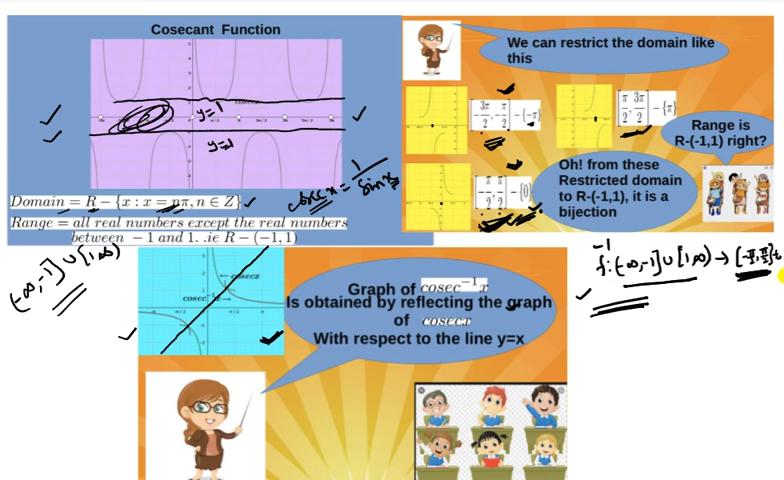 Cosecant Function
y=1
y=-1
cosec x = 1/sin x
Domain = R − {x : x = nπ, n ∈ Z}
Range = all real numbers except the real numbers
between − 1 and 1. .ie R − (−1, 1)
(-∞,-1] ∪ [1,∞)
We can restrict the domain like
this
[-3π/2, -π/2] − {-π}
[π/2, 3π/2] − {π}
Range is
R-(-1,1) right?
[-π/2, π/2] − {0}
Oh! from these
Restricted domain
to R-(-1,1), it is a
bijection
f⁻¹: (-∞,-1] ∪ [1,∞) → [-π/2, π/2]
cosecx
cosec⁻¹x
Graph of cosec⁻¹x
Is obtained by reflecting the graph
of cosecx
With respect to the line y=x